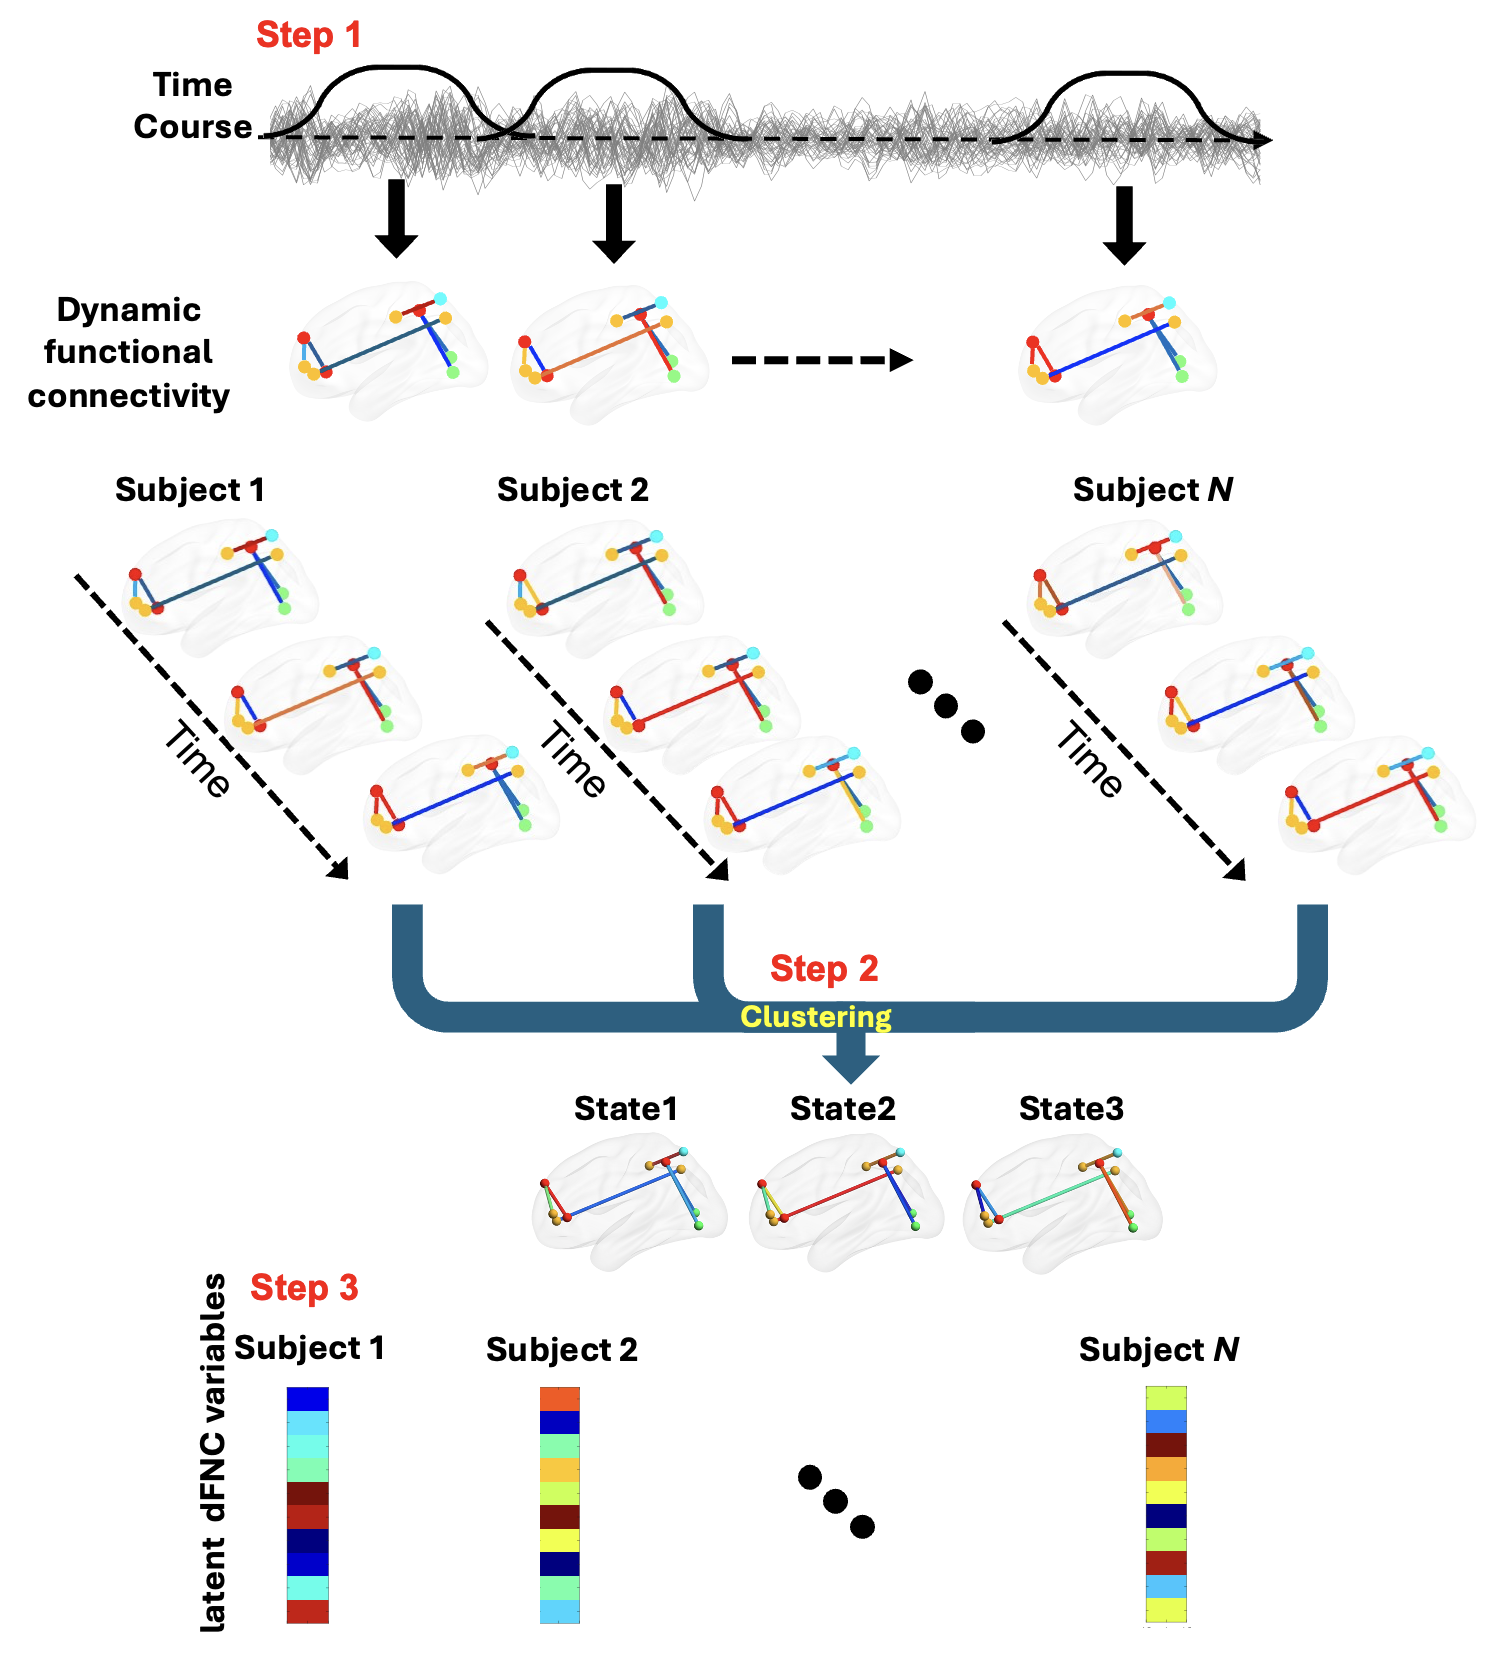 Step 1
Time
Course
Dynamic
functional
connectivity
Subject 1
Subject 2
Subject N
Time
Time
Time
Step 2
Clustering
State1
State2
State3
Step 3
latent dFNC variables
Subject 1
Subject 2
Subject N